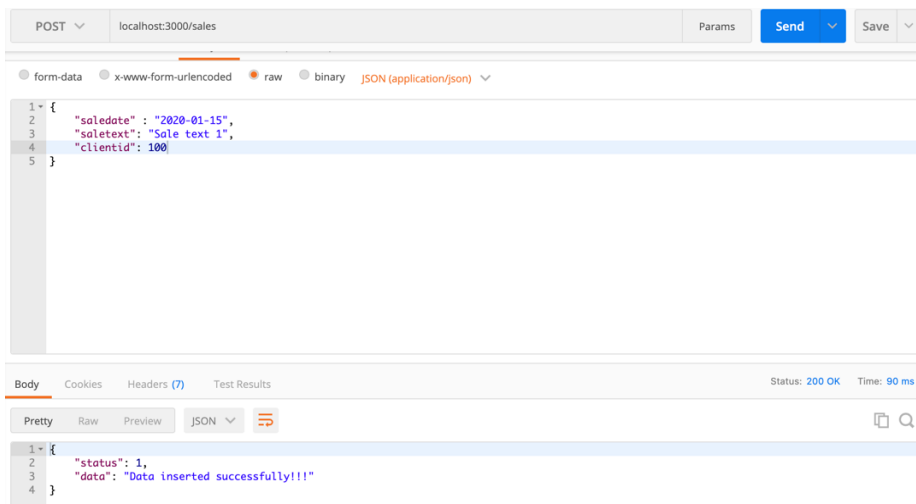 POST localhost:3000/sales Params Send Save
form-data x-www-form-urlencoded raw binary JSON (application/json)
1 {
2 "saledate" : "2020-01-15",
3 "saletext": "Sale text 1",
4 "clientid": 100
5 }
Body Cookies Headers (7) Test Results Status: 200 OK Time: 90 ms
Pretty Raw Preview JSON
1 {
2 "status": 1,
3 "data": "Data inserted successfully!!!"
4 }